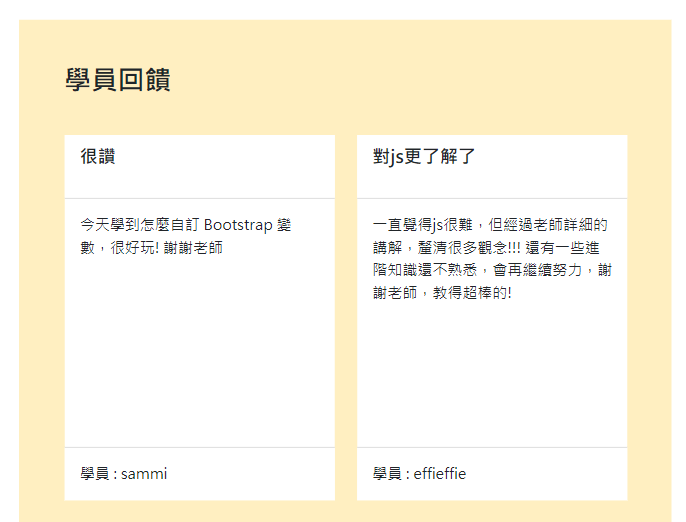 學員回饋
很讚
今天學到怎麼自訂 Bootstrap 變
數，很好玩! 謝謝老師
學員 : sammi
對js更了解了
一直覺得js很難，但經過老師詳細的
講解，釐清很多觀念!!! 還有一些進
階知識還不熟悉，會再繼續努力，謝
謝老師，教得超棒的!
學員 : effieffie